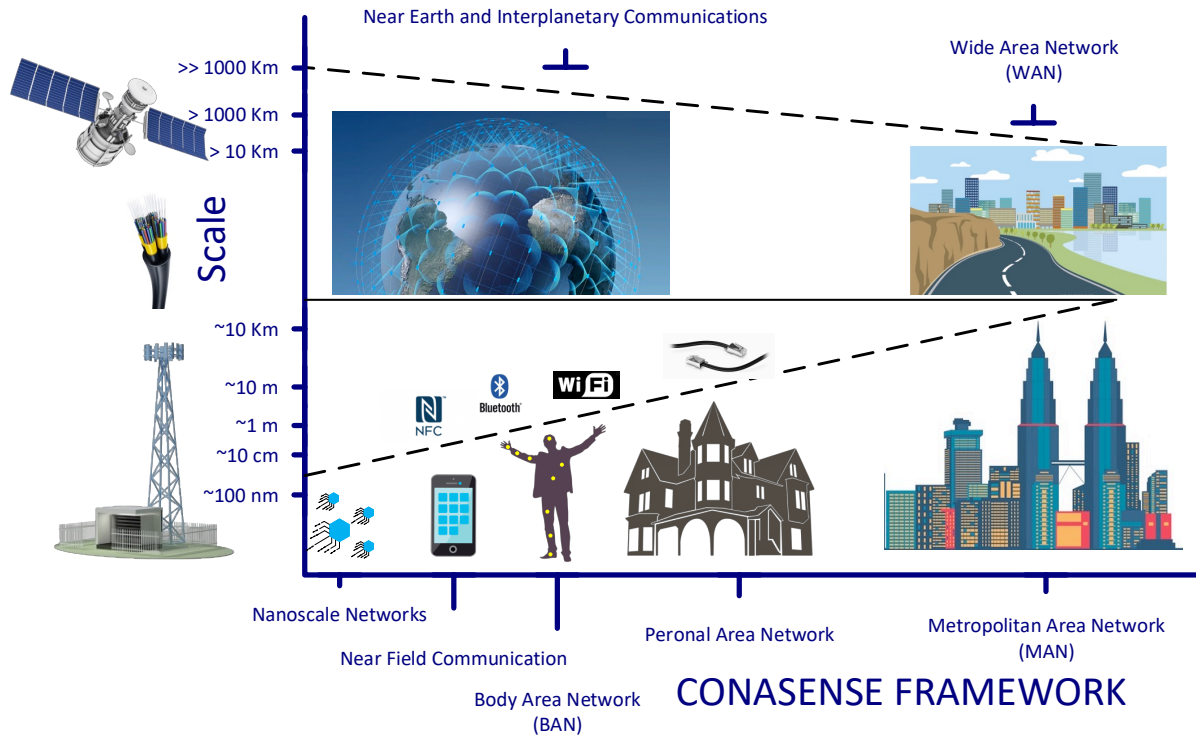 Near Earth and Interplanetary Communications
Wide Area Network
(WAN)
>> 1000 Km
> 1000 Km
> 10 Km
Scale
~10 Km
~10 m
~1 m
~10 cm
~100 nm
NFC
Bluetooth
WiFi
Nanoscale Networks
Near Field Communication
Body Area Network
(BAN)
Peronal Area Network
Metropolitan Area Network
(MAN)
CONASENSE FRAMEWORK